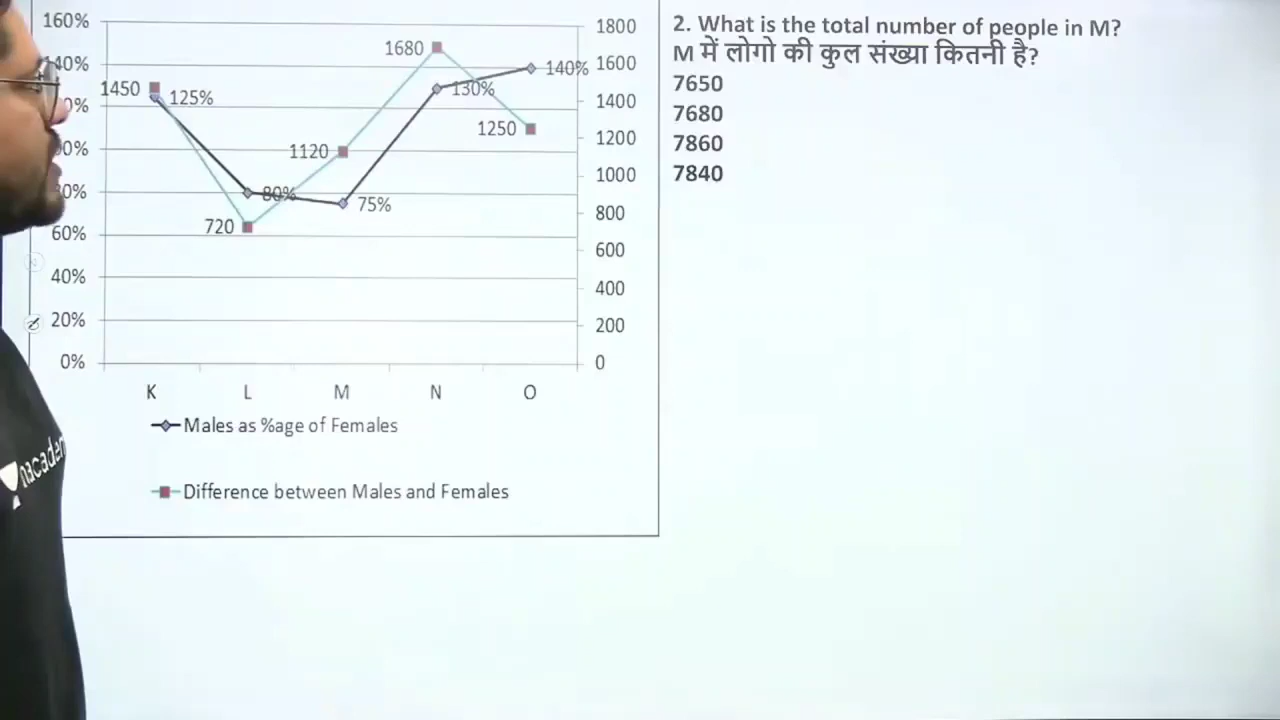 160% 1800
1680 1600
140%
1450 125% 130% 1400
1250 1200
1120
1000
80% 75% 800
720
60% 600
40% 400
20% 200
0% 0
K L M N O
Males as %age of Females
Difference between Males and Females
2. What is the total number of people in M?
M में लोगो की कुल संख्या कितनी है?
7650
7680
7860
7840